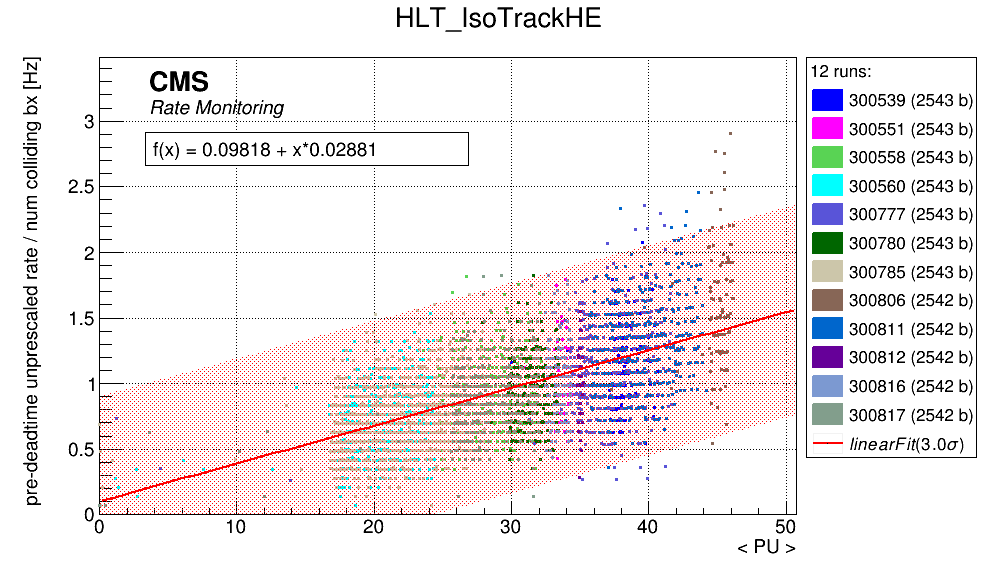 HLT_IsoTrackHE
pre-deadtime unprescaled rate / num colliding bx [Hz]
CMS
Rate Monitoring
f(x) = 0.09818 + x*0.02881
3
2.5
2
1.5
1
0.5
0
0 10 20 30 40 50
< PU >
12 runs:
300539 (2543 b)
300551 (2543 b)
300558 (2543 b)
300560 (2542 b)
300777 (2543 b)
300780 (2543 b)
300785 (2543 b)
300806 (2542 b)
300811 (2542 b)
300812 (2542 b)
300816 (2542 b)
300817 (2542 b)
linearFit(3.0σ)